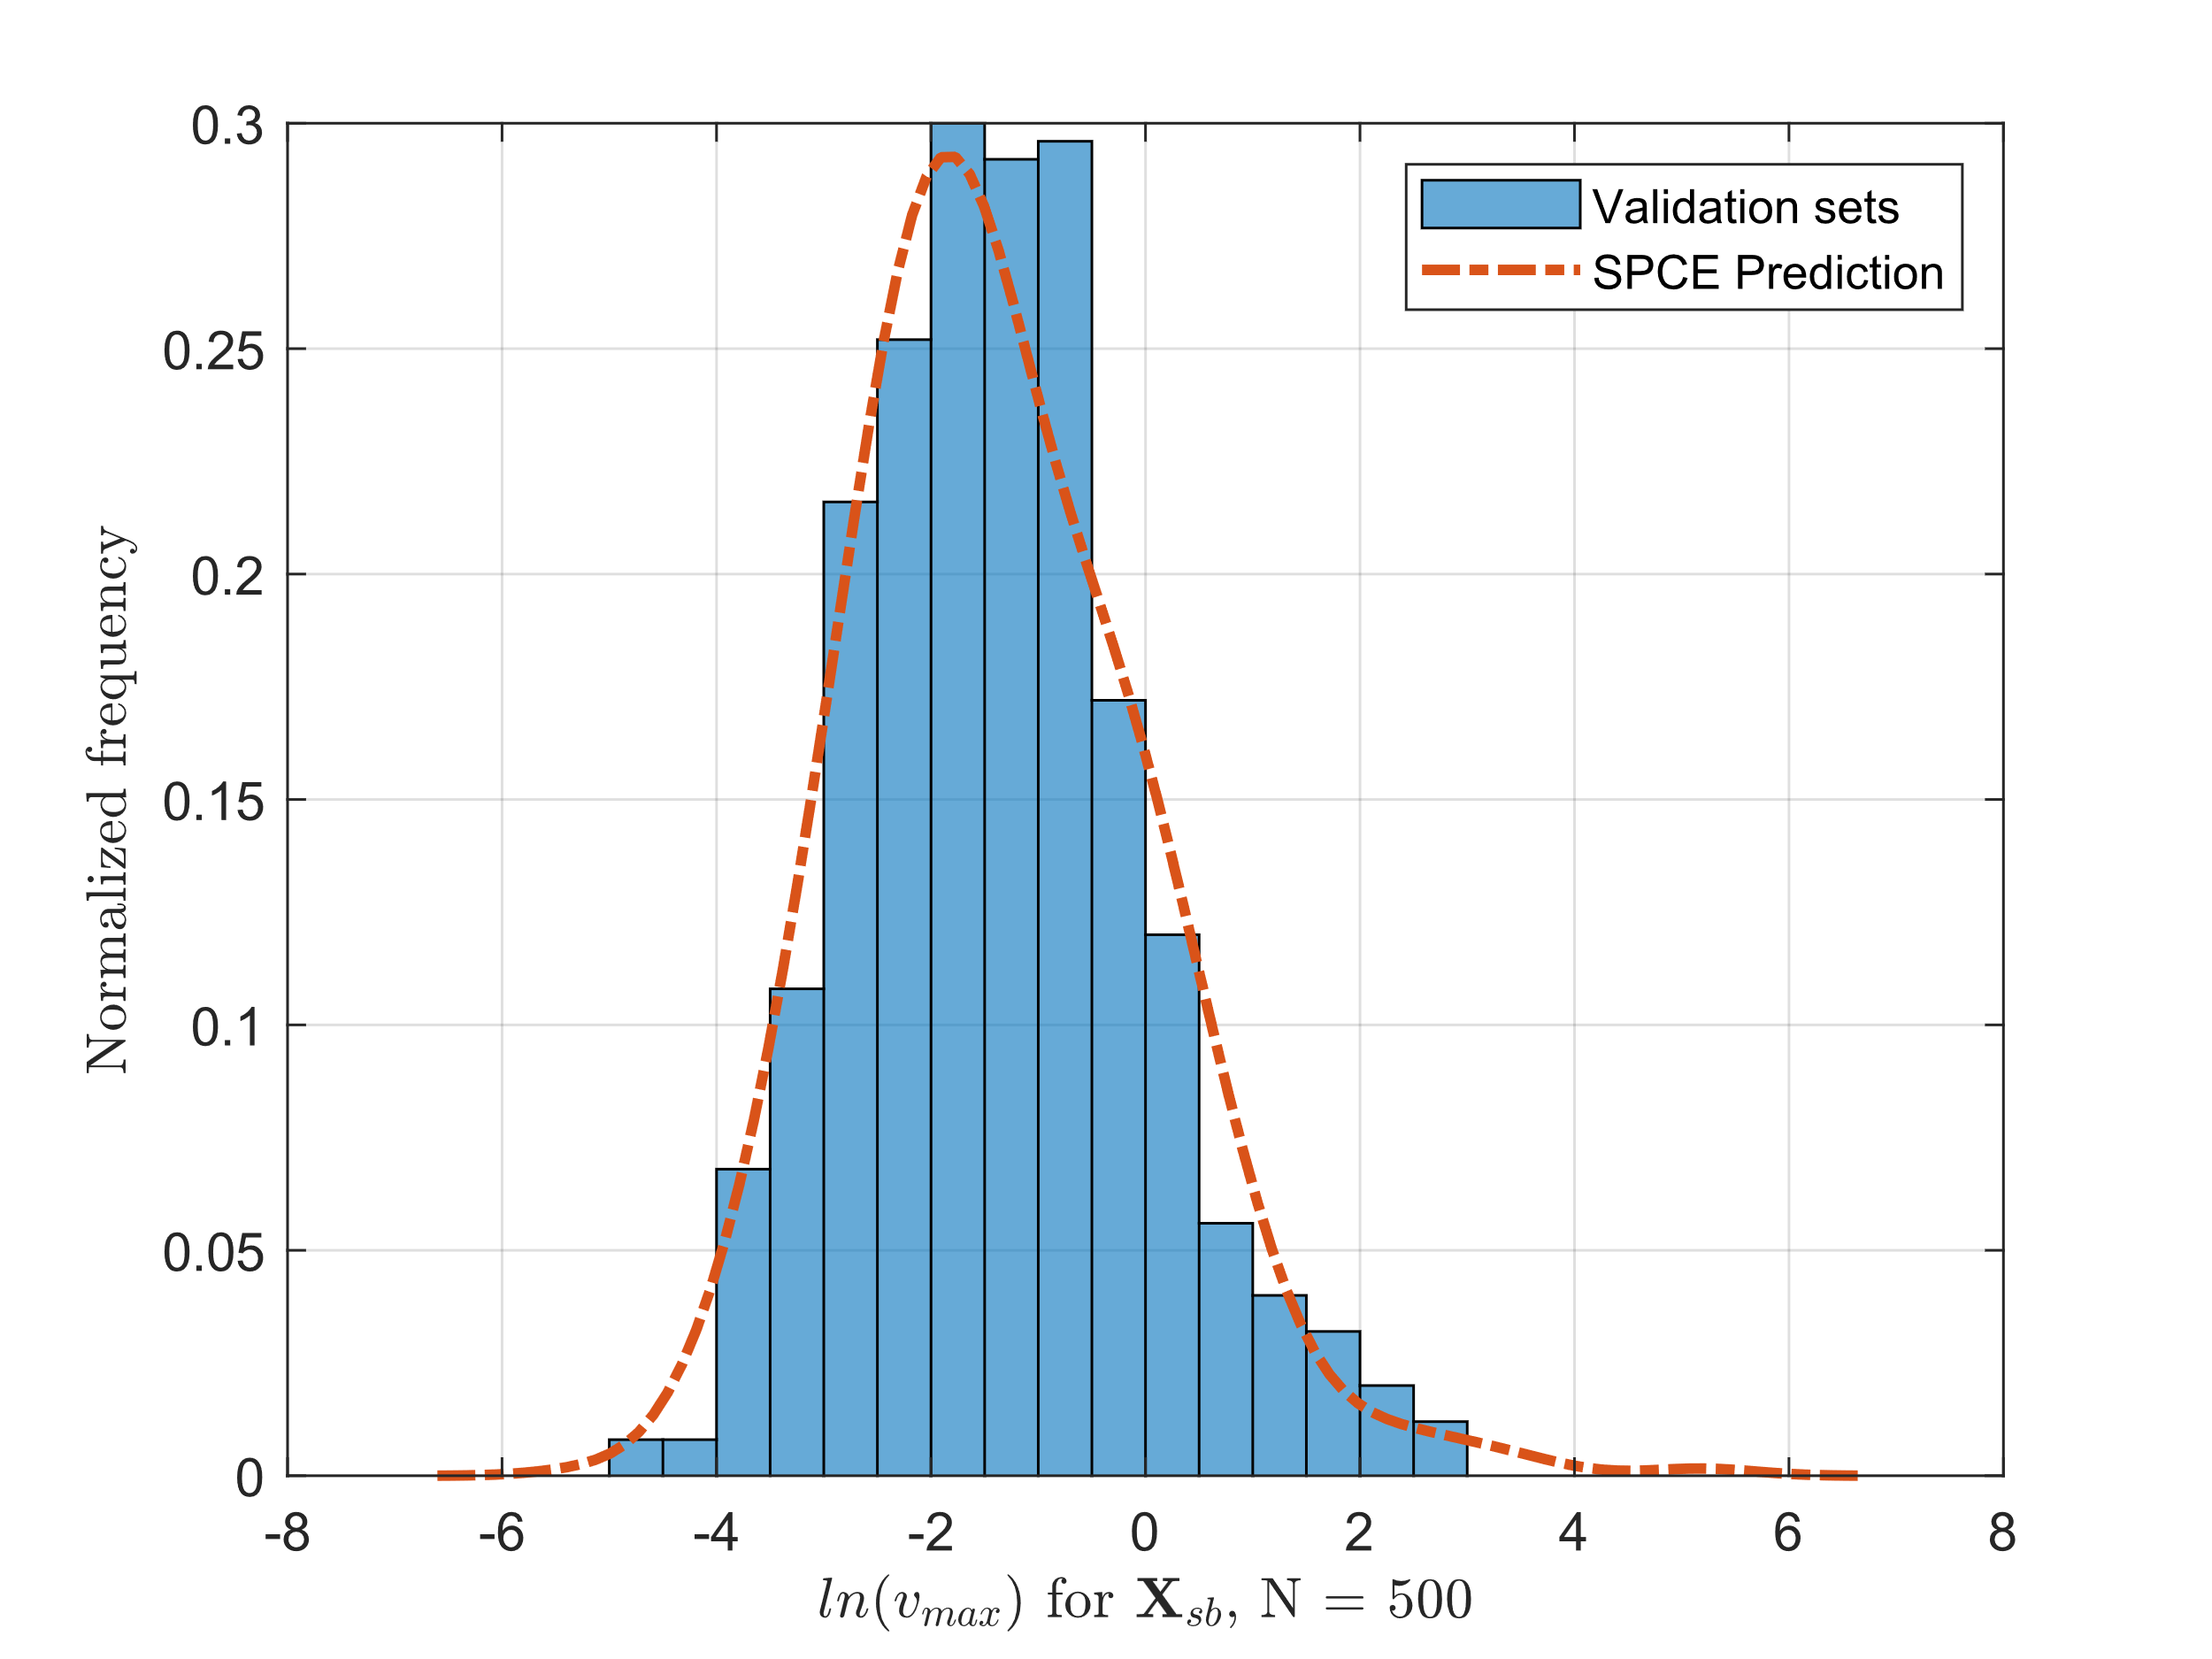 Normalized frequency
0.3
0.25
0.2
0.15
0.1
0.05
0
Validation sets
SPCE Prediction
-8 -6 -4 -2 0 2 4 6 8
ln(v_max) for X_sb, N = 500